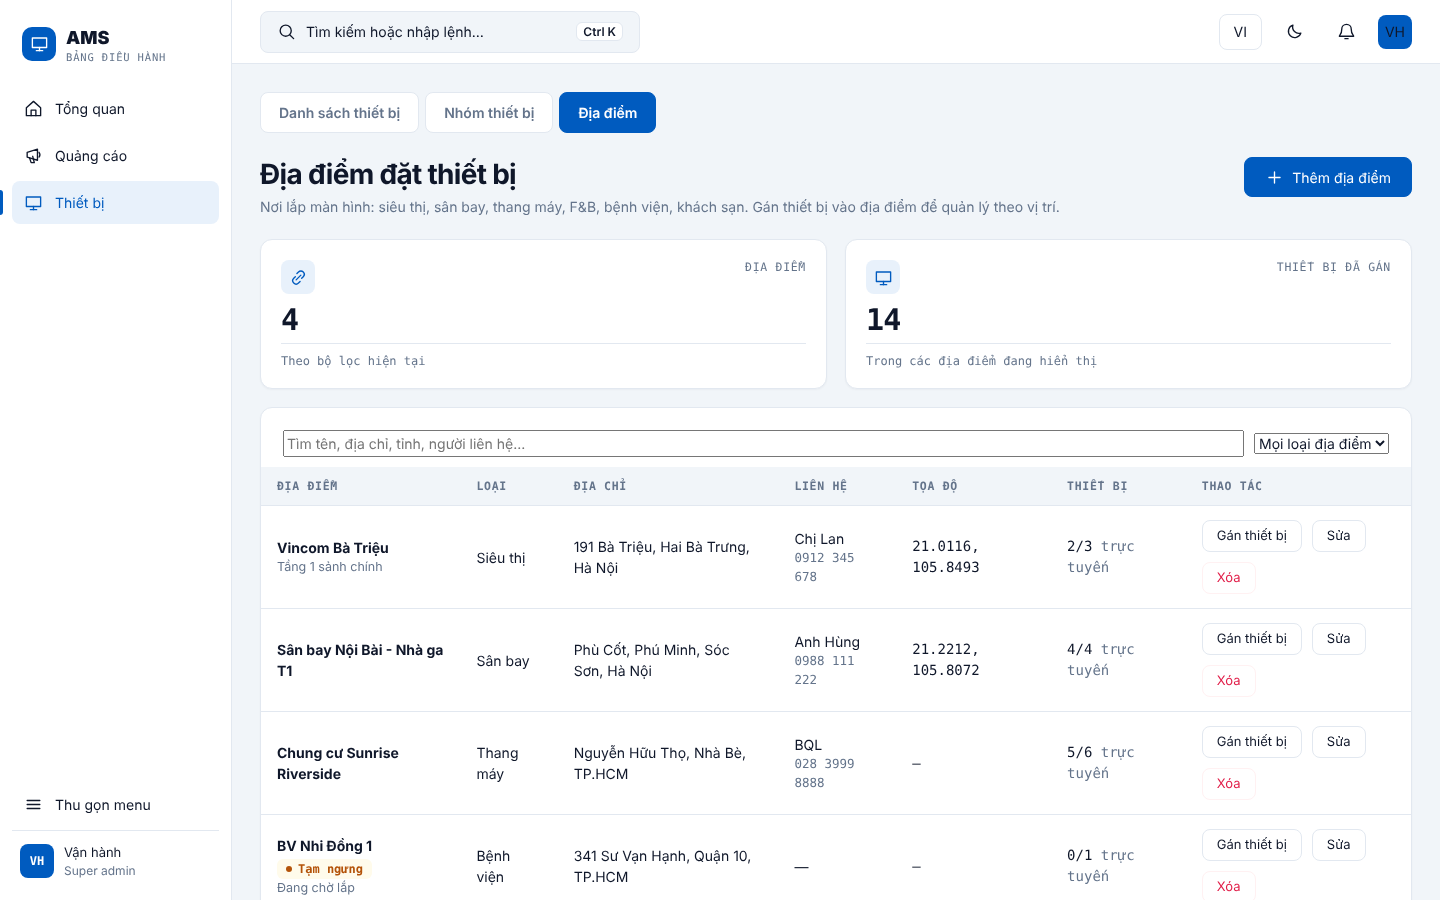 AMS
BẢNG ĐIỀU HÀNH
Tìm kiếm hoặc nhập lệnh...
Ctrl K
VI
VH
Tổng quan
Quảng cáo
Thiết bị
Danh sách thiết bị
Nhóm thiết bị
Địa điểm
Địa điểm đặt thiết bị
Thêm địa điểm
Nơi lắp màn hình: siêu thị, sân bay, thang máy, F&B, bệnh viện, khách sạn. Gán thiết bị vào địa điểm để quản lý theo vị trí.
ĐỊA ĐIỂM
4
Theo bộ lọc hiện tại
THIẾT BỊ ĐÃ GÁN
14
Trong các địa điểm đang hiển thị
Tìm tên, địa chỉ, tỉnh, người liên hệ...
Mọi loại địa điểm
ĐỊA ĐIỂM
LOẠI
ĐỊA CHỈ
LIÊN HỆ
TỌA ĐỘ
THIẾT BỊ
THAO TÁC
Vincom Bà Triệu
Tầng 1 sảnh chính
Siêu thị
191 Bà Triệu, Hai Bà Trưng,
Hà Nội
Chị Lan
0912 345
678
21.0116,
105.8493
2/3 trực
tuyến
Gán thiết bị
Sửa
Xóa
Sân bay Nội Bài - Nhà ga
T1
Sân bay
Phù Cốt, Phú Minh, Sóc
Sơn, Hà Nội
Anh Hùng
0988 111
222
21.2212,
105.8072
4/4 trực
tuyến
Gán thiết bị
Sửa
Xóa
Chung cư Sunrise
Riverside
Thang
máy
Nguyễn Hữu Thọ, Nhà Bè,
TP.HCM
BQL
028 3999
8888
—
5/6 trực
tuyến
Gán thiết bị
Sửa
Xóa
BV Nhi Đồng 1
Tạm ngưng
Đang chờ lắp
Bệnh
viện
341 Sư Vạn Hạnh, Quận 10,
TP.HCM
—
—
0/1 trực
tuyến
Gán thiết bị
Sửa
Xóa
Thu gọn menu
VH
Vận hành
Super admin